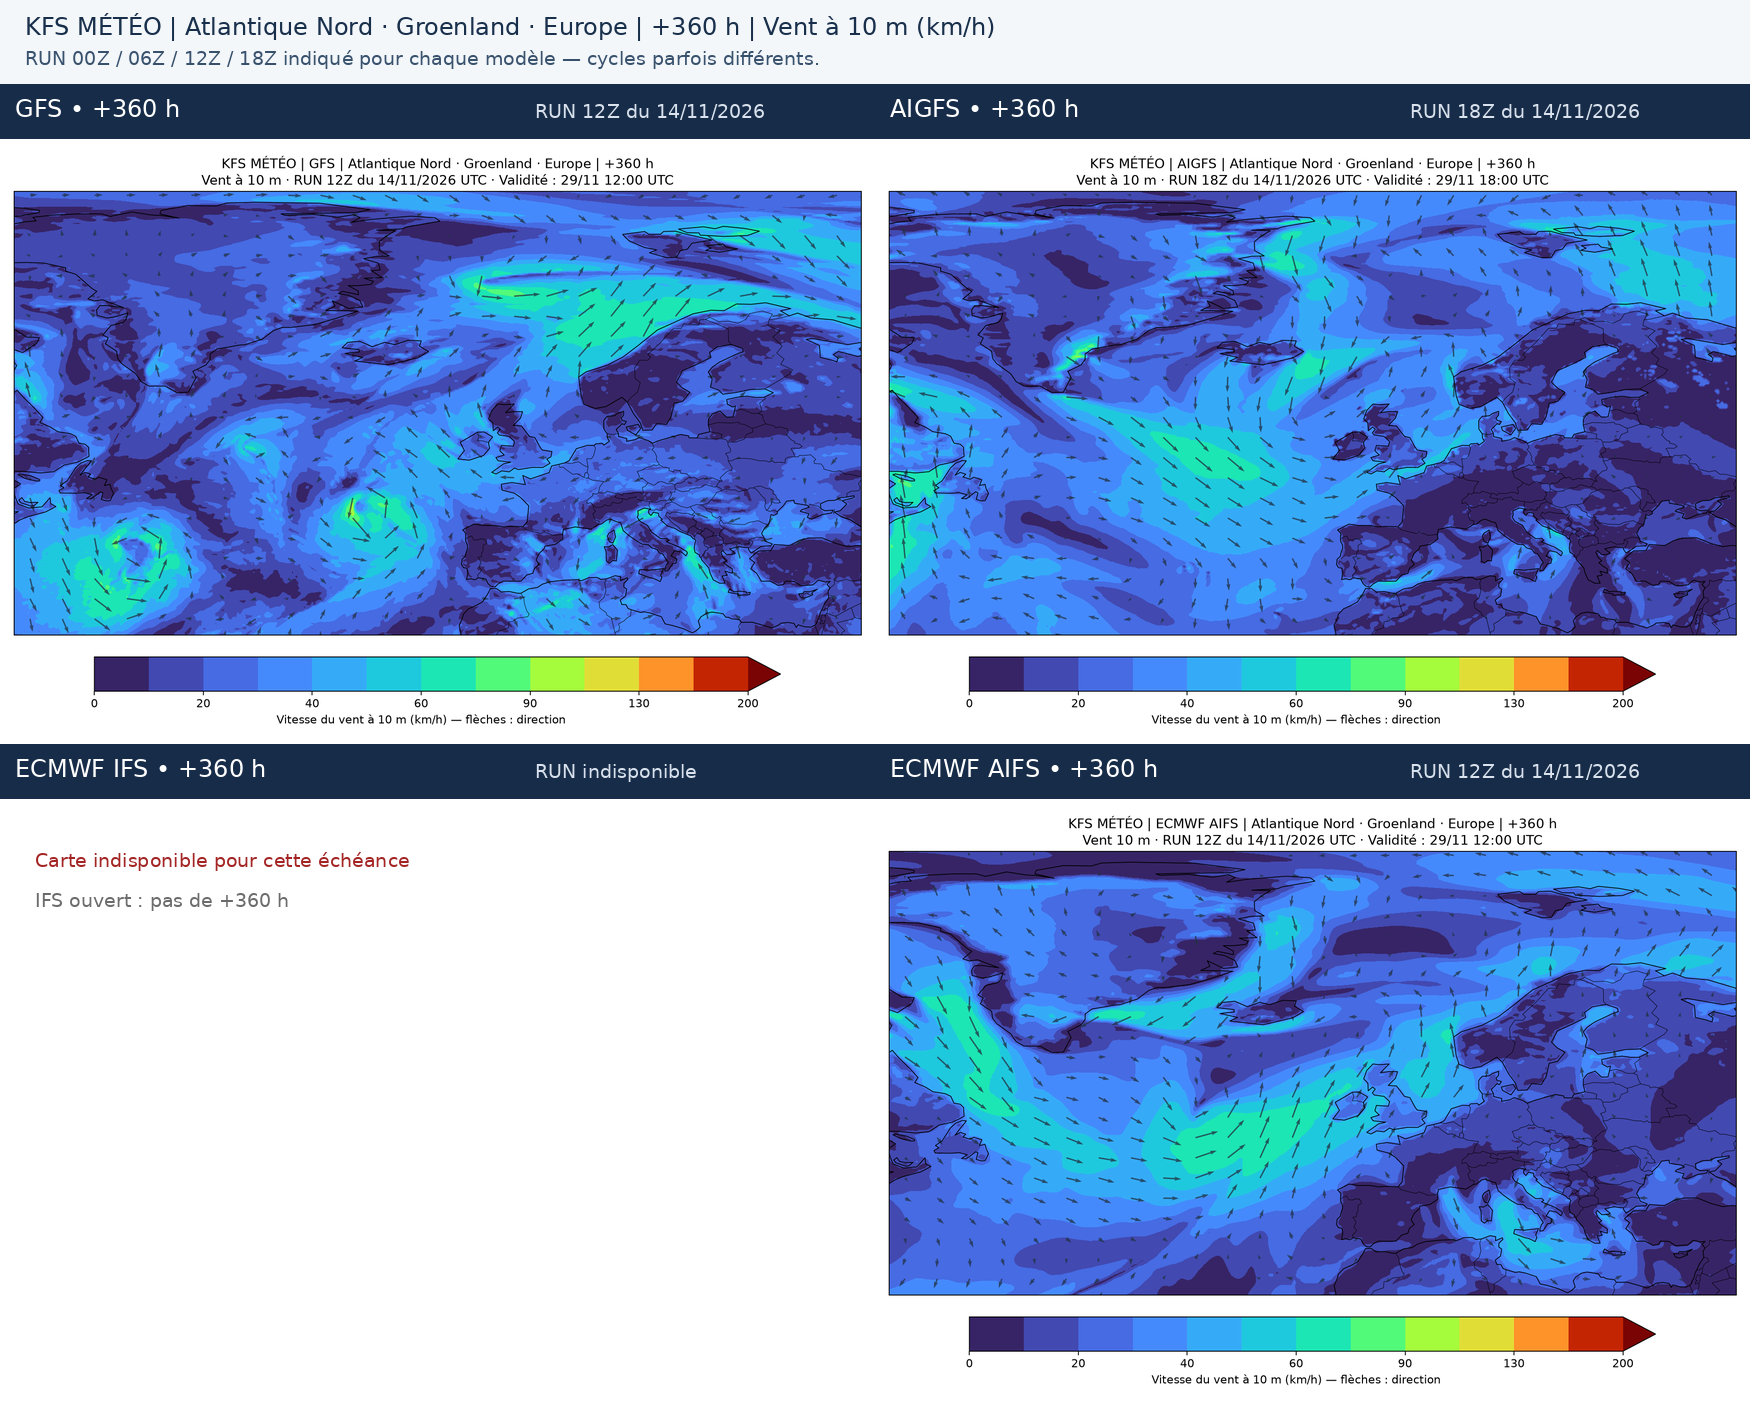 KFS MÉTÉO | Atlantique Nord · Groenland · Europe | +360 h | Vent à 10 m (km/h)
RUN 00Z / 06Z / 12Z / 18Z indiqué pour chaque modèle — cycles parfois différents.
GFS • +360 h
RUN 12Z du 14/11/2026
KFS MÉTÉO | GFS | Atlantique Nord · Groenland · Europe | +360 h
Vent à 10 m · RUN 12Z du 14/11/2026 UTC · Validité : 29/11 12:00 UTC
0 20 40 60 90 130 200
Vitesse du vent à 10 m (km/h) — flèches : direction
AIGFS • +360 h
RUN 18Z du 14/11/2026
KFS MÉTÉO | AIGFS | Atlantique Nord · Groenland · Europe | +360 h
Vent à 10 m · RUN 18Z du 14/11/2026 UTC · Validité : 29/11 18:00 UTC
0 20 40 60 90 130 200
Vitesse du vent à 10 m (km/h) — flèches : direction
ECMWF IFS • +360 h
RUN indisponible
Carte indisponible pour cette échéance
IFS ouvert : pas de +360 h
ECMWF AIFS • +360 h
RUN 12Z du 14/11/2026
KFS MÉTÉO | ECMWF AIFS | Atlantique Nord · Groenland · Europe | +360 h
Vent 10 m · RUN 12Z du 14/11/2026 UTC · Validité : 29/11 12:00 UTC
0 20 40 60 90 130 200
Vitesse du vent à 10 m (km/h) — flèches : direction